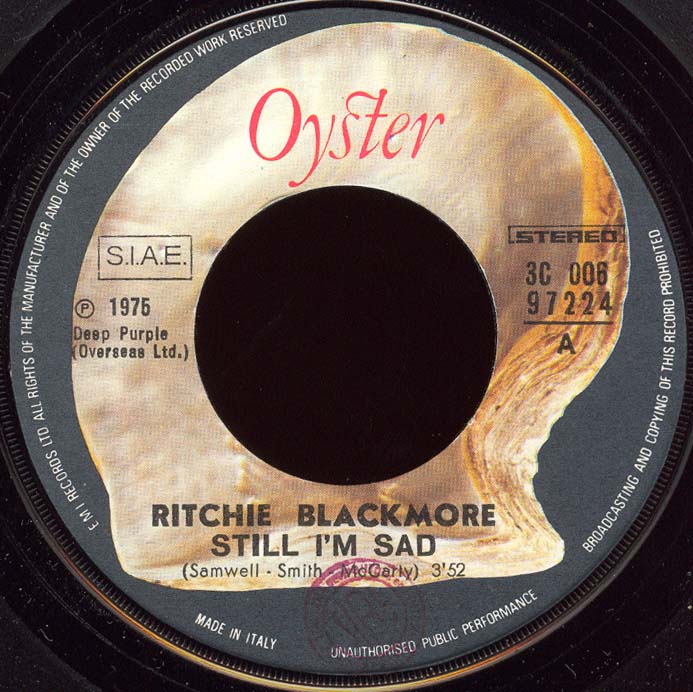 Oyster
S.I.A.E.
STEREO
3C 006
97224
A
Ⓟ 1975
Deep Purple
(Overseas Ltd.)
RITCHIE BLACKMORE
STILL I'M SAD
(Samwell - Smith - McCarty) 3'52
E M I RECORDS LTD ALL RIGHTS OF THE MANUFACTURER AND OF THE OWNER OF THE RECORDED WORK RESERVED
BROADCASTING AND COPYING OF THIS RECORD PROHIBITED
UNAUTHORISED PUBLIC PERFORMANCE
MADE IN ITALY